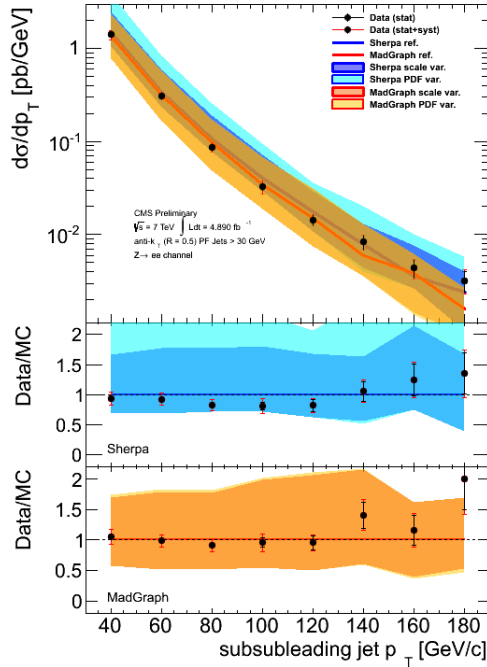 dσ/dp_T [pb/GeV]
1
10^-1
10^-2
Data (stat)
Data (stat+syst)
Sherpa ref.
MadGraph ref.
Sherpa scale var.
Sherpa PDF var.
MadGraph scale var.
MadGraph PDF var.
CMS Preliminary
√s = 7 TeV ∫ Ldt = 4.890 fb^-1
anti-k_T (R = 0.5) PF Jets > 30 GeV
Z→ ee channel
Data/MC
2
1.5
1
0.5
0
Sherpa
Data/MC
2
1.5
1
0.5
0
MadGraph
40 60 80 100 120 140 160 180
subsubleading jet p_T [GeV/c]